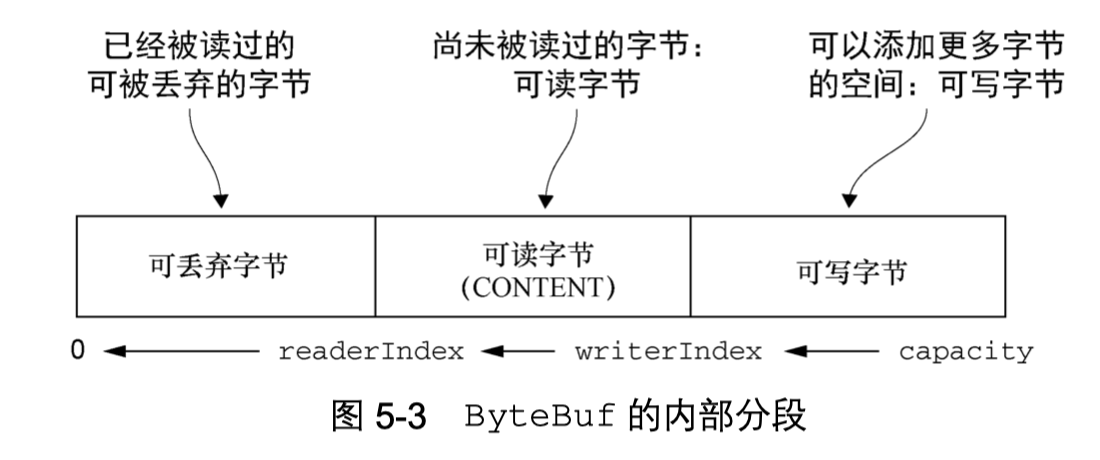 已经被读过的
可被丢弃的字节
尚未被读过的字节：
可读字节
可以添加更多字节
的空间：可写字节
可丢弃字节
可读字节
（CONTENT）
可写字节
0 readerIndex writerIndex capacity
图 5-3 ByteBuf 的内部分段